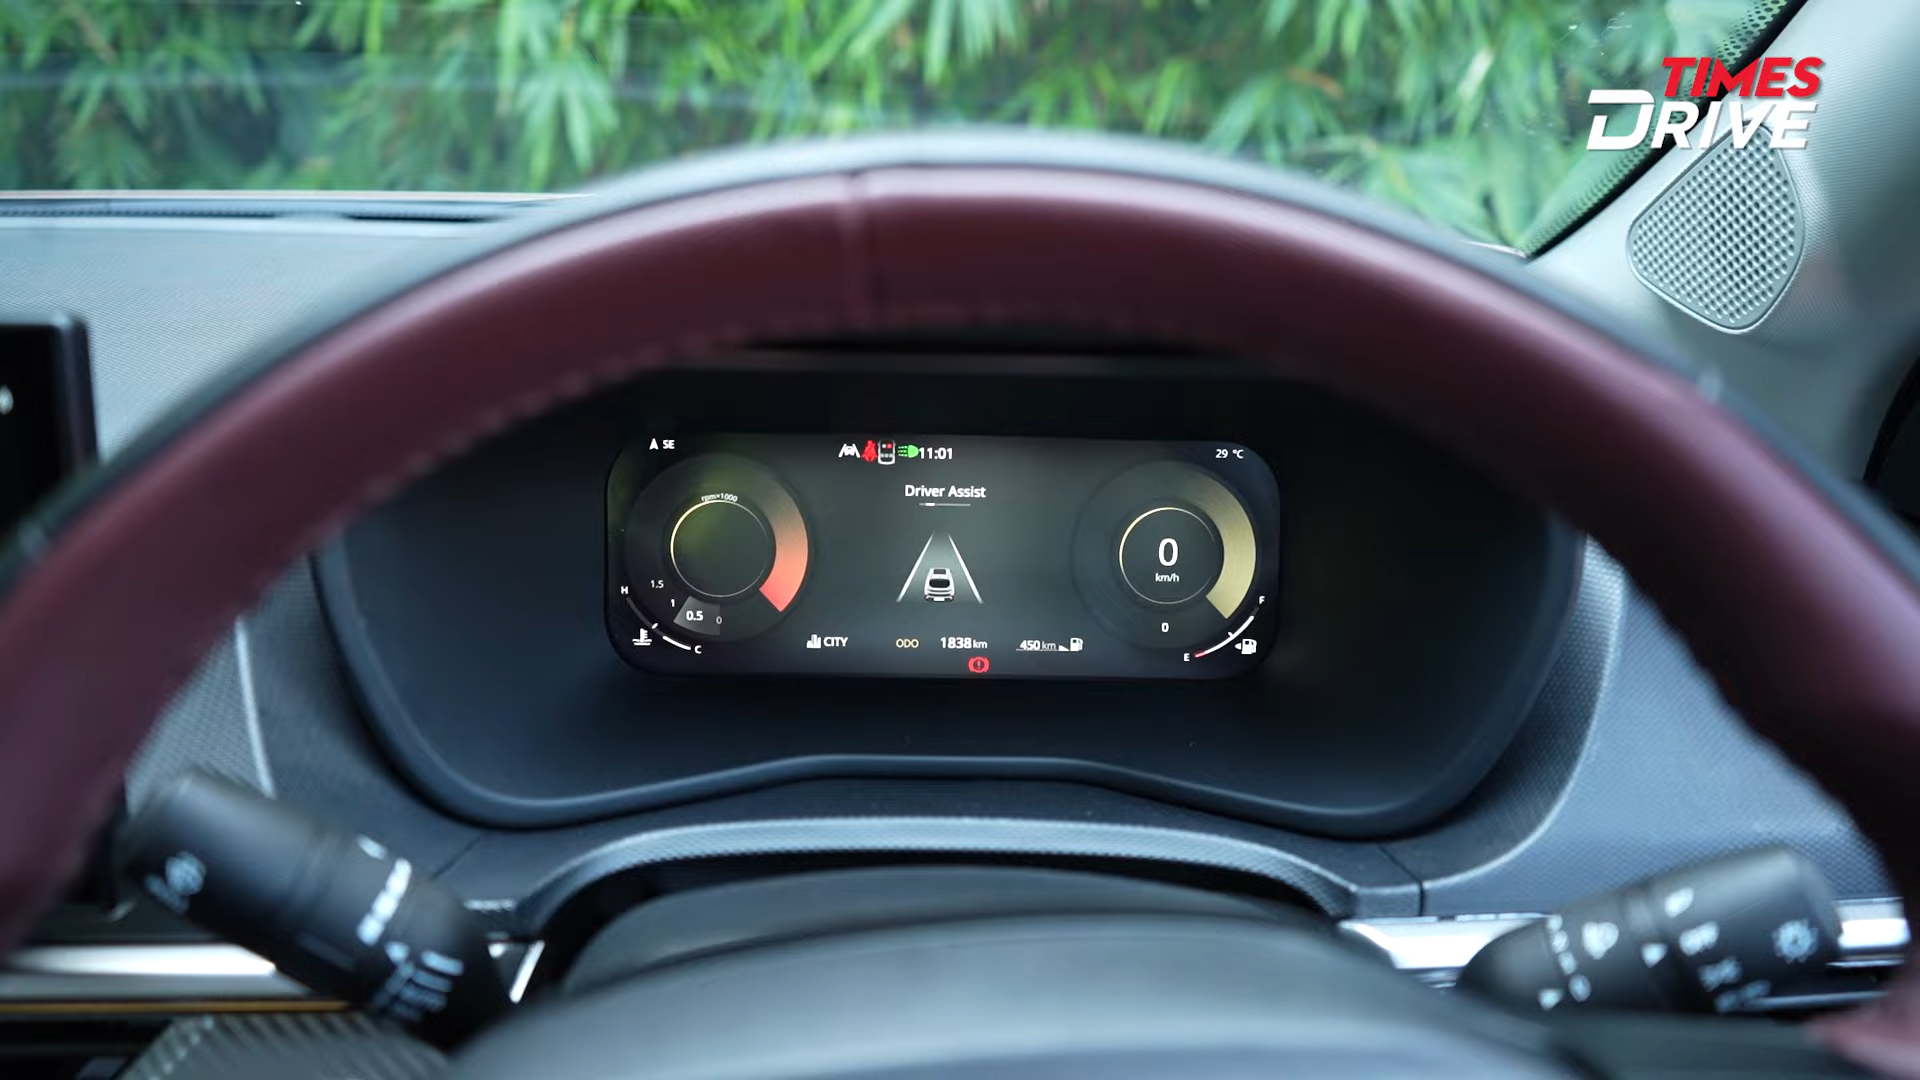 TIMES
DRIVE
SE
11:01
29 °C
Driver Assist
rpm×1000
1.5
1
0.5
0
H
C
0
km/h
0
F
E
CITY
ODO
1838 km
450 km